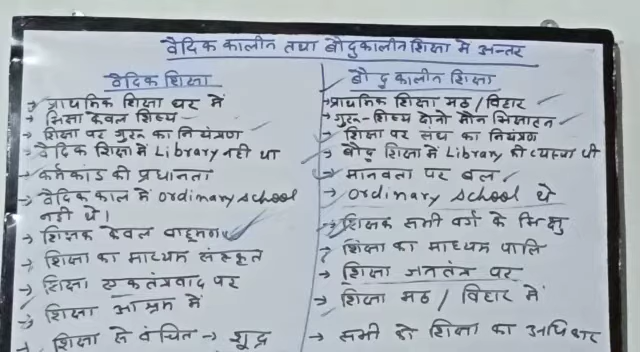 वैदिक कालीन तथा बौद्धकालीन शिक्षा में अन्तर
वैदिक शिक्षा
→ प्राथमिक शिक्षा घर में
→ भिक्षा केवल शिष्य
→ शिक्षा पर गुरू का नियंत्रण
→ वैदिक शिक्षा में Library नहीं था
→ कर्मकांड की प्रधानता
→ वैदिक काल में ordinary school
नहीं थे।
→ शिक्षक केवल ब्राह्मण
→ शिक्षा का माध्यम संस्कृत
→ शिक्षा एकतंत्रवाद पर
→ शिक्षा आश्रम में
→ शिक्षा से वंचित → शूद्र
बौद्ध कालीन शिक्षा
→ प्राथमिक शिक्षा मठ / विहार
→ गुरू-शिष्य दोनों भिक्षाटन
→ शिक्षा पर संघ का नियंत्रण
→ बौद्ध शिक्षा में Library की व्यवस्था थी
→ मानवता पर बल
→ ordinary school थे
→ शिक्षक सभी वर्ग के भिक्षु
→ शिक्षा का माध्यम पालि
→ शिक्षा जनतंत्र पर
→ शिक्षा मठ / विहार में
→ सभी को शिक्षा का अधिकार